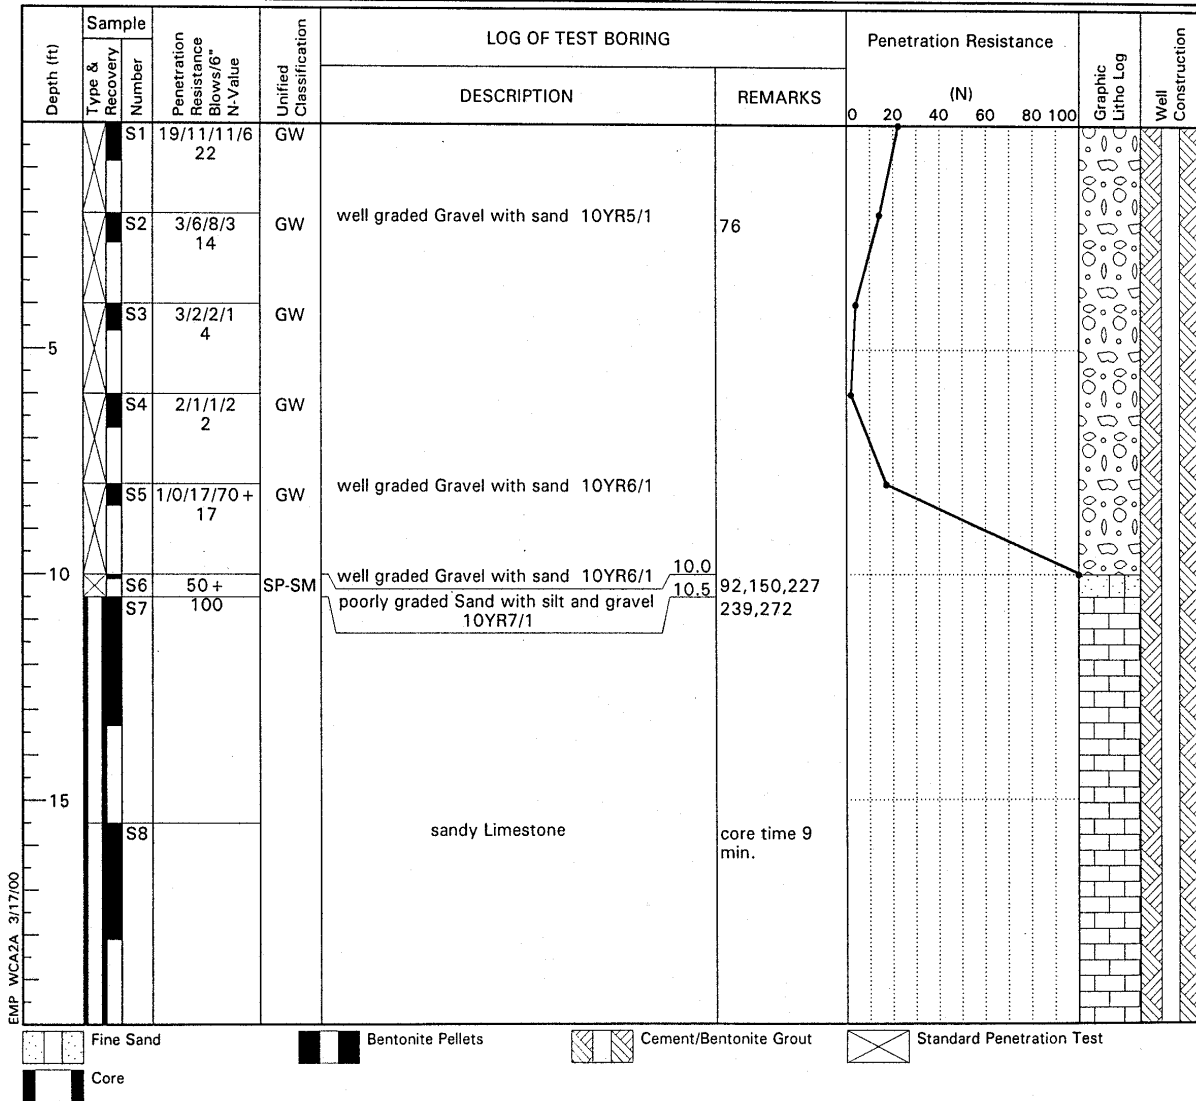 Depth (ft)
Sample
Type &
Recovery
Number
Penetration
Resistance
Blows/6"
N-Value
Unified
Classification
LOG OF TEST BORING
DESCRIPTION
REMARKS
Penetration Resistance
(N)
0 20 40 60 80 100
Graphic
Litho Log
Well
Construction
S1 19/11/11/6 GW
22
well graded Gravel with sand 10YR5/1
S2 3/6/8/3 GW 76
14
S3 3/2/2/1 GW
4
5
S4 2/1/1/2 GW
2
well graded Gravel with sand 10YR6/1
S5 1/0/17/70+ GW
17
10
well graded Gravel with sand 10YR6/1 10.0
S6 50+ SP-SM 10.5 92,150,227
S7 100 poorly graded Sand with silt and gravel 239,272
10YR7/1
15
S8 sandy Limestone core time 9
min.
EMP WCA2A 3/17/00
Fine Sand Bentonite Pellets Cement/Bentonite Grout Standard Penetration Test
Core